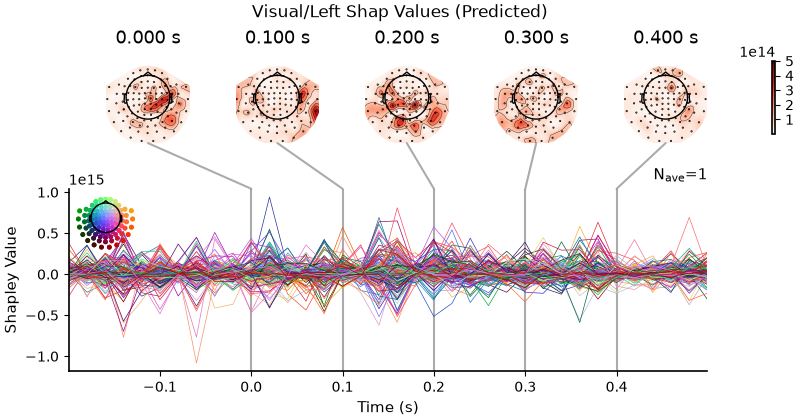 Visual/Left Shap Values (Predicted)
0.000 s 0.100 s 0.200 s 0.300 s 0.400 s
1e14
5
4
3
2
1
Nave=1
1e15
1.0
0.5
0.0
−0.5
−1.0
Shapley Value
−0.1 0.0 0.1 0.2 0.3 0.4
Time (s)